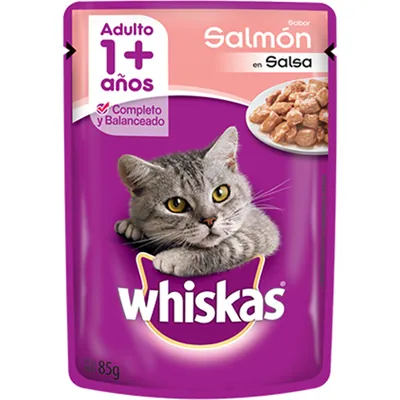 Adulto
1+
años
Completo
y Balanceado
Sabor
Salmón
en Salsa
whiskas
85g